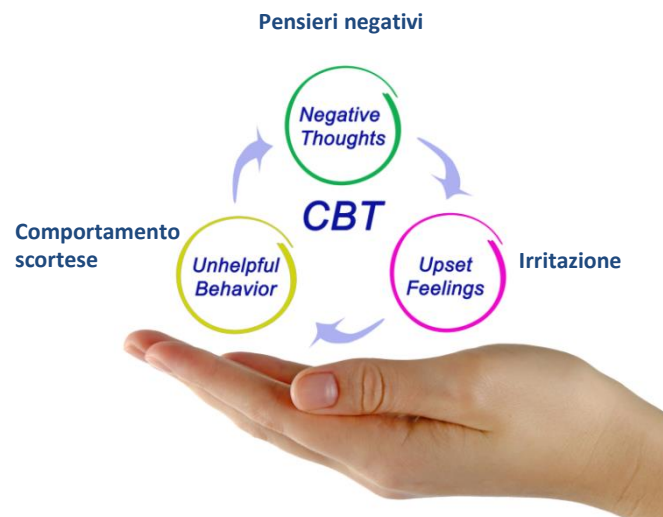 Pensieri negativi
Negative
Thoughts
CBT
Comportamento
scortese
Unhelpful
Behavior
Upset
Feelings
Irritazione